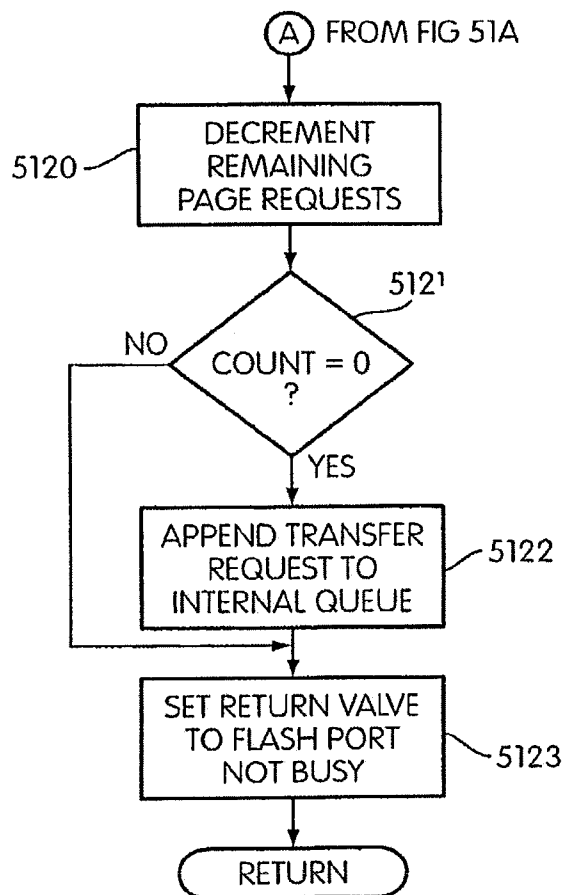 A FROM FIG 51A
DECREMENT
REMAINING
PAGE REQUESTS
5120
5121
NO
COUNT = 0
?
YES
APPEND TRANSFER
REQUEST TO
INTERNAL QUEUE
5122
SET RETURN VALVE
TO FLASH PORT
NOT BUSY
5123
RETURN